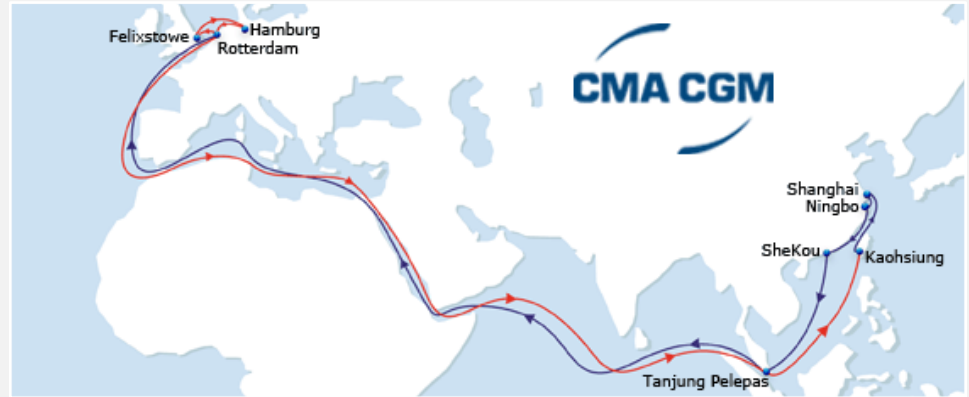 Hamburg
Felixstowe
Rotterdam
CMA CGM
Shanghai
Ningbo
SheKou
Kaohsiung
Tanjung Pelepas